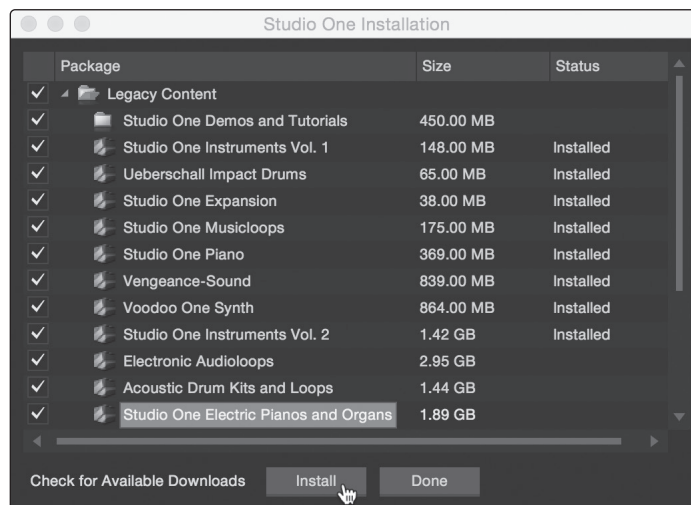 Studio One Installation
Package Size Status
Legacy Content
Studio One Demos and Tutorials 450.00 MB
Studio One Instruments Vol. 1 148.00 MB Installed
Ueberschall Impact Drums 65.00 MB Installed
Studio One Expansion 38.00 MB Installed
Studio One Musicloops 175.00 MB Installed
Studio One Piano 369.00 MB Installed
Vengeance-Sound 839.00 MB Installed
Voodoo One Synth 864.00 MB Installed
Studio One Instruments Vol. 2 1.42 GB Installed
Electronic Audioloops 2.95 GB
Acoustic Drum Kits and Loops 1.44 GB
Studio One Electric Pianos and Organs 1.89 GB
Check for Available Downloads Install Done